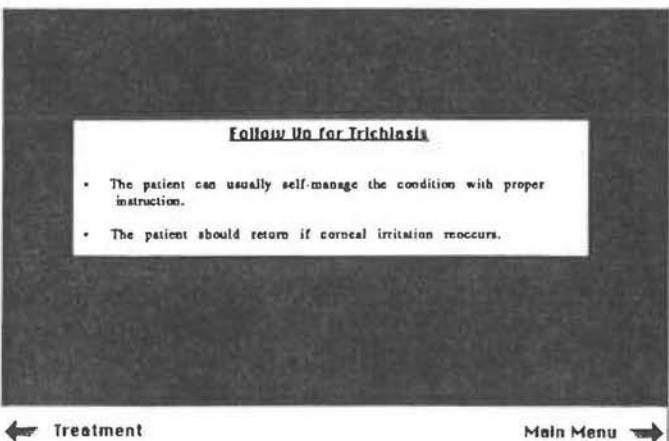 Follow Up for Trichiasis
• The patient can usually self-manage the condition with proper
instruction.
• The patient should return if corneal irritation reoccurs.
Treatment
Main Menu